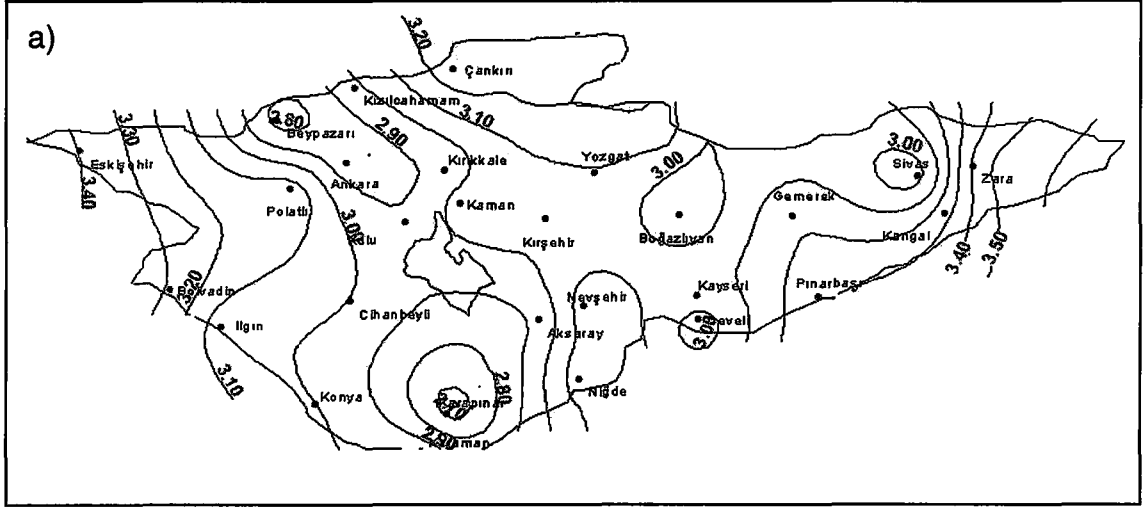 a)
3.20
Çankırı
Kızılcahamam
3.10
2.80
Beypazarı
2.90
3.30
Eskişehir
3.40
Kırıkkale
Yozgat
3.00
3.00
Sivas
Zara
Ankara
Polatlı
3.00
Kaman
Kırşehir
Boğazlıyan
Gemerek
Kangal
3.40
3.50
3.20
Ilgın
Cihanbeyli
Nevşehir
Kayseri
Pınarbaşı
Aksaray
3.00
3.10
Konya
2.80
Niğde
2.90